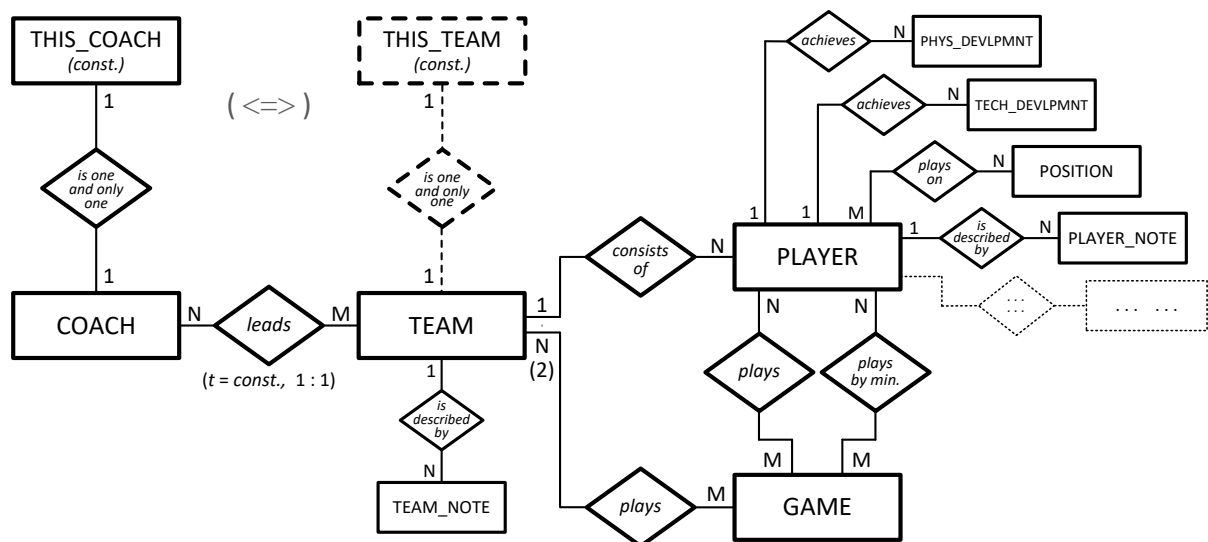 THIS_COACH
(const.)
1
is one
and only
one
1
COACH
( <=> )
THIS_TEAM
(const.)
1
is one
and only
one
1
TEAM
N
leads
M
(t = const., 1 : 1)
1
is
described
by
N
TEAM_NOTE
1
consists
of
N
PLAYER
N
(2)
plays
M
GAME
1
achieves
N
PHYS_DEVLPMNT
1
achieves
N
TECH_DEVLPMNT
M
plays
on
N
POSITION
1
is
described
by
N
PLAYER_NOTE
...
...
... ...
N
plays
M
N
plays
by min.
M